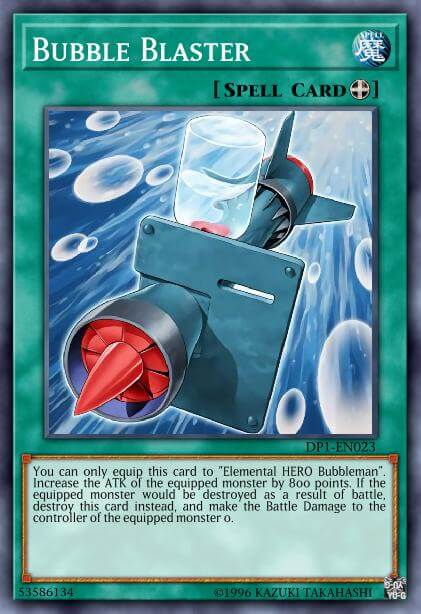 BUBBLE BLASTER
SPELL
魔
[SPELL CARD]
DP1-EN023
You can only equip this card to "Elemental HERO Bubbleman".
Increase the ATK of the equipped monster by 800 points. If the
equipped monster would be destroyed as a result of battle,
destroy this card instead, and make the Battle Damage to the
controller of the equipped monster 0.
53586134
©1996 KAZUKI TAKAHASHI